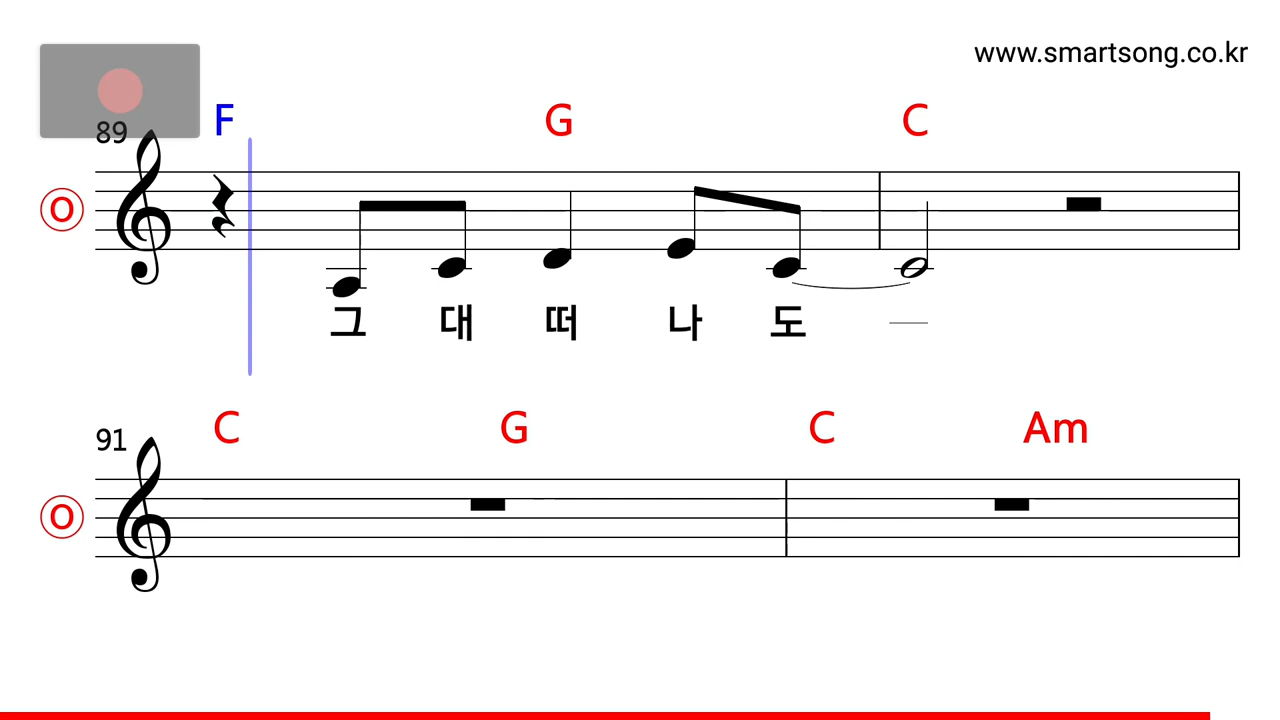 www.smartsong.co.kr
89 F G C
O
그 대 떠 나 도
91 C G C Am
O